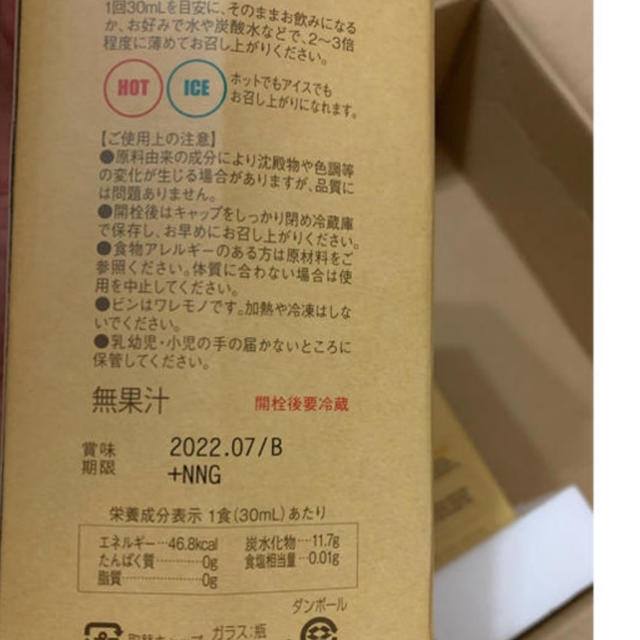 1回30mLを目安に、そのままお飲みになる
か、お好みで水や炭酸水などで、2〜3倍
程度に薄めてお召し上がりください。
HOT ICE ホットでもアイスでも
お召し上がりになれます。
【ご使用上の注意】
●原料由来の成分により沈殿物や色調等
の変化が生じる場合がありますが、品質に
は問題ありません。
●開栓後はキャップをしっかり閉め冷蔵庫
で保存し、お早めにお召し上がりください。
●食物アレルギーのある方は原材料をご
参照ください。体質に合わない場合は使
用を中止してください。
●ビンはワレモノです。加熱や冷凍はしな
いでください。
●乳幼児・小児の手の届かないところに
保管してください。
無果汁 開栓後要冷蔵
賞味期限 2022.07/B
+NNG
栄養成分表示 1食(30mL)あたり
エネルギー…46.8kcal 炭水化物…11.7g
たんぱく質…………0g 食塩相当量…0.01g
脂質…………………0g
ダンボール
ガラス:瓶